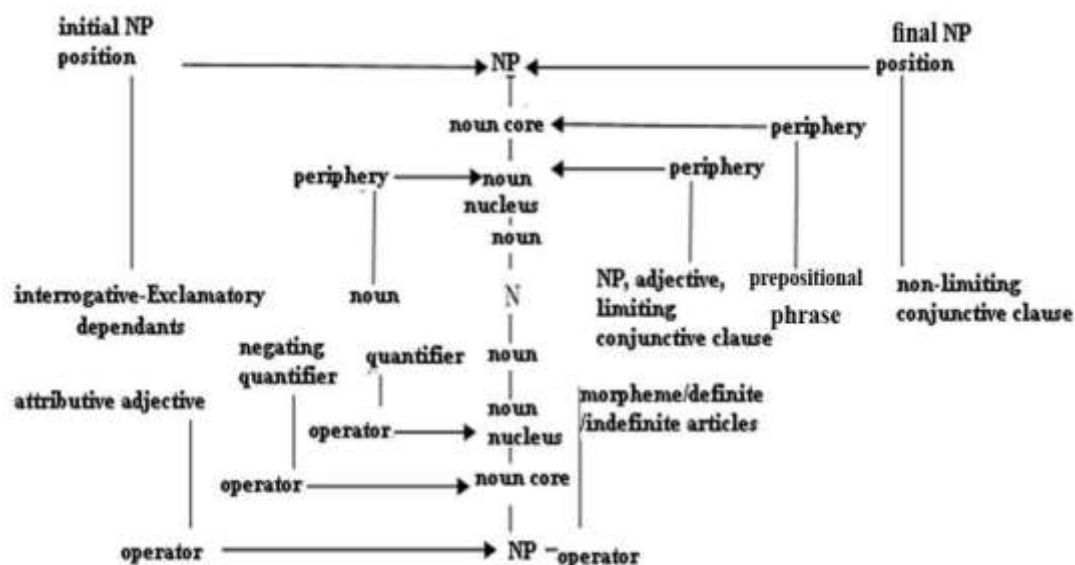 initial NP
position
final NP
position
NP
noun core
periphery
periphery
noun
nucleus
periphery
noun
interrogative-Exclamatory
dependants
noun
N
NP, adjective,
limiting
conjunctive clause
prepositional
phrase
non-limiting
conjunctive clause
negating
quantifier
quantifier
noun
attributive adjective
morpheme/definite
/indefinite articles
operator
noun
nucleus
operator
noun core
operator
NP
operator